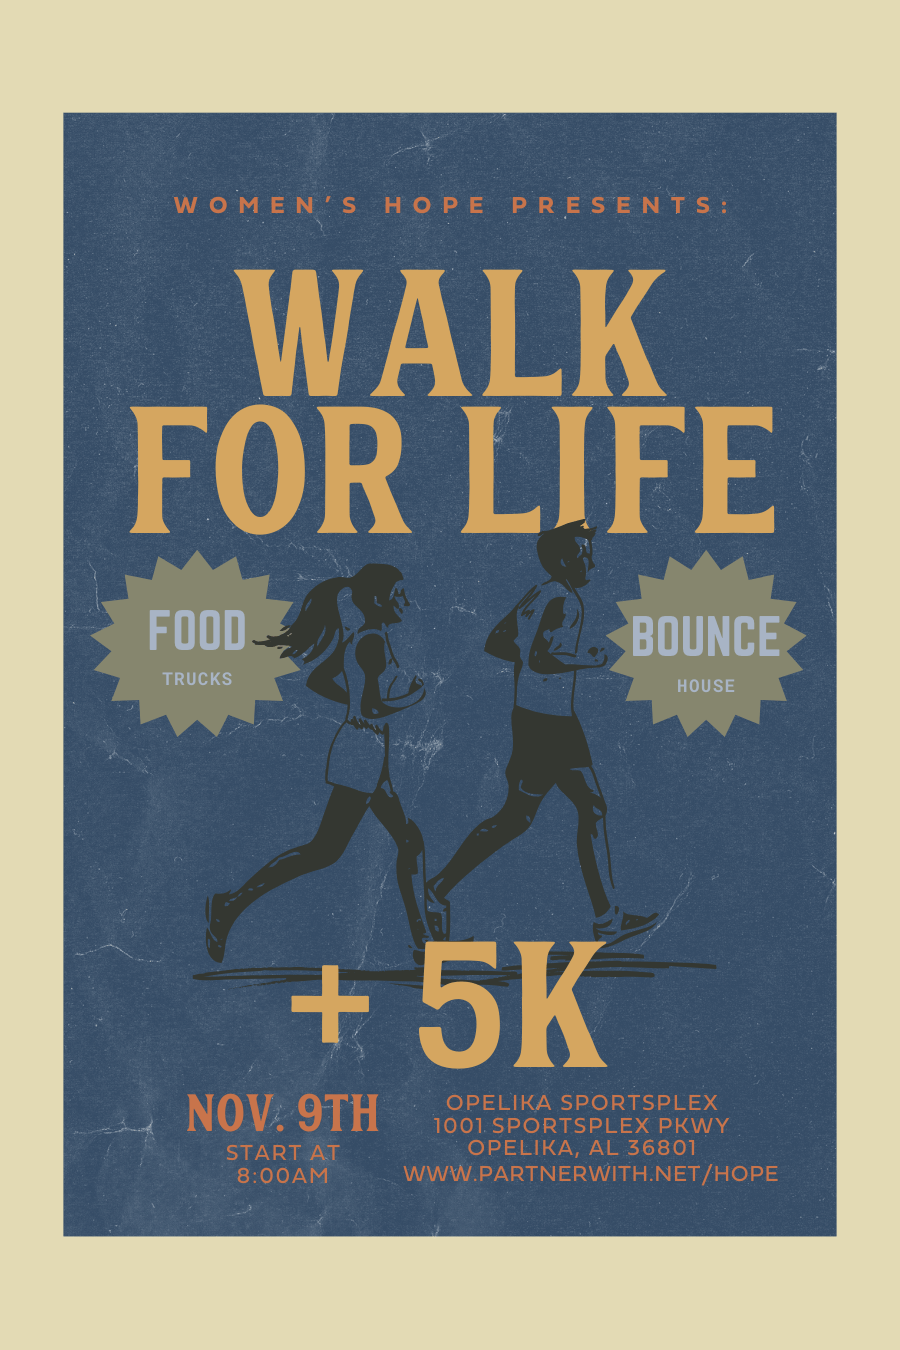 WOMEN'S HOPE PRESENTS:
WALK
FOR LIFE
FOOD
TRUCKS
BOUNCE
HOUSE
+ 5K
NOV. 9TH
START AT
8:00AM
OPELIKA SPORTSPLEX
1001 SPORTSPLEX PKWY
OPELIKA, AL 36801
WWW.PARTNERWITH.NET/HOPE